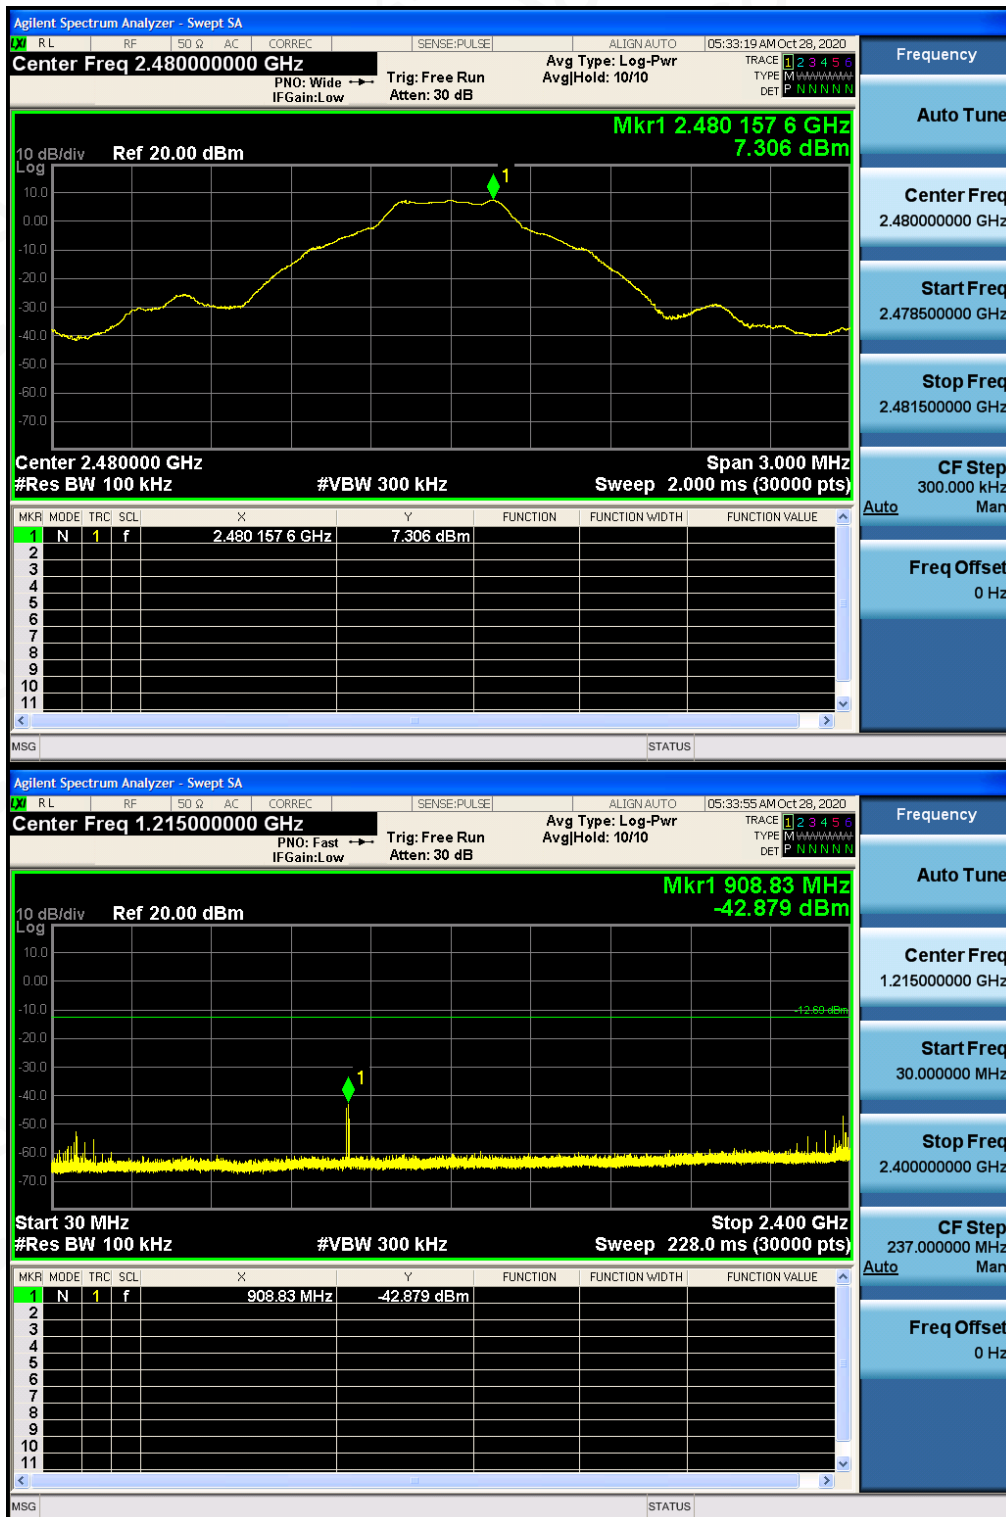 Agilent Spectrum Analyzer - Swept SA
LXI RL RF 50 Ω AC CORREC SENSE:PULSE ALIGN AUTO 05:33:19 AM Oct 28, 2020
Center Freq 2.480000000 GHz
PNO: Wide
IFGain:Low
Trig: Free Run
Atten: 30 dB
Avg Type: Log-Pwr
Avg|Hold: 10/10
TRACE 1 2 3 4 5 6
TYPE M
DET P N N N N N
Mkr1 2.480 157 6 GHz
7.306 dBm
10 dB/div Ref 20.00 dBm
Log
1
10.0
0.00
-10.0
-20.0
-30.0
-40.0
-50.0
-60.0
-70.0
Center 2.480000 GHz Span 3.000 MHz
#Res BW 100 kHz #VBW 300 kHz Sweep 2.000 ms (30000 pts)
MKR MODE TRC SCL X Y FUNCTION FUNCTION WIDTH FUNCTION VALUE
1 N 1 f 2.480 157 6 GHz 7.306 dBm
2
3
4
5
6
7
8
9
10
11
MSG STATUS
Frequency
Auto Tune
Center Freq
2.480000000 GHz
Start Freq
2.478500000 GHz
Stop Freq
2.481500000 GHz
CF Step
300.000 kHz
Auto Man
Freq Offset
0 Hz
Agilent Spectrum Analyzer - Swept SA
LXI RL RF 50 Ω AC CORREC SENSE:PULSE ALIGN AUTO 05:33:55 AM Oct 28, 2020
Center Freq 1.215000000 GHz
PNO: Fast
IFGain:Low
Trig: Free Run
Atten: 30 dB
Avg Type: Log-Pwr
Avg|Hold: 10/10
TRACE 1 2 3 4 5 6
TYPE M
DET P N N N N N
Mkr1 908.83 MHz
-42.879 dBm
10 dB/div Ref 20.00 dBm
Log
10.0
0.00
-10.0
-12.69 dBm
-20.0
-30.0
1
-40.0
-50.0
-60.0
-70.0
Start 30 MHz Stop 2.400 GHz
#Res BW 100 kHz #VBW 300 kHz Sweep 228.0 ms (30000 pts)
MKR MODE TRC SCL X Y FUNCTION FUNCTION WIDTH FUNCTION VALUE
1 N 1 f 908.83 MHz -42.879 dBm
2
3
4
5
6
7
8
9
10
11
MSG STATUS
Frequency
Auto Tune
Center Freq
1.215000000 GHz
Start Freq
30.000000 MHz
Stop Freq
2.400000000 GHz
CF Step
237.000000 MHz
Auto Man
Freq Offset
0 Hz